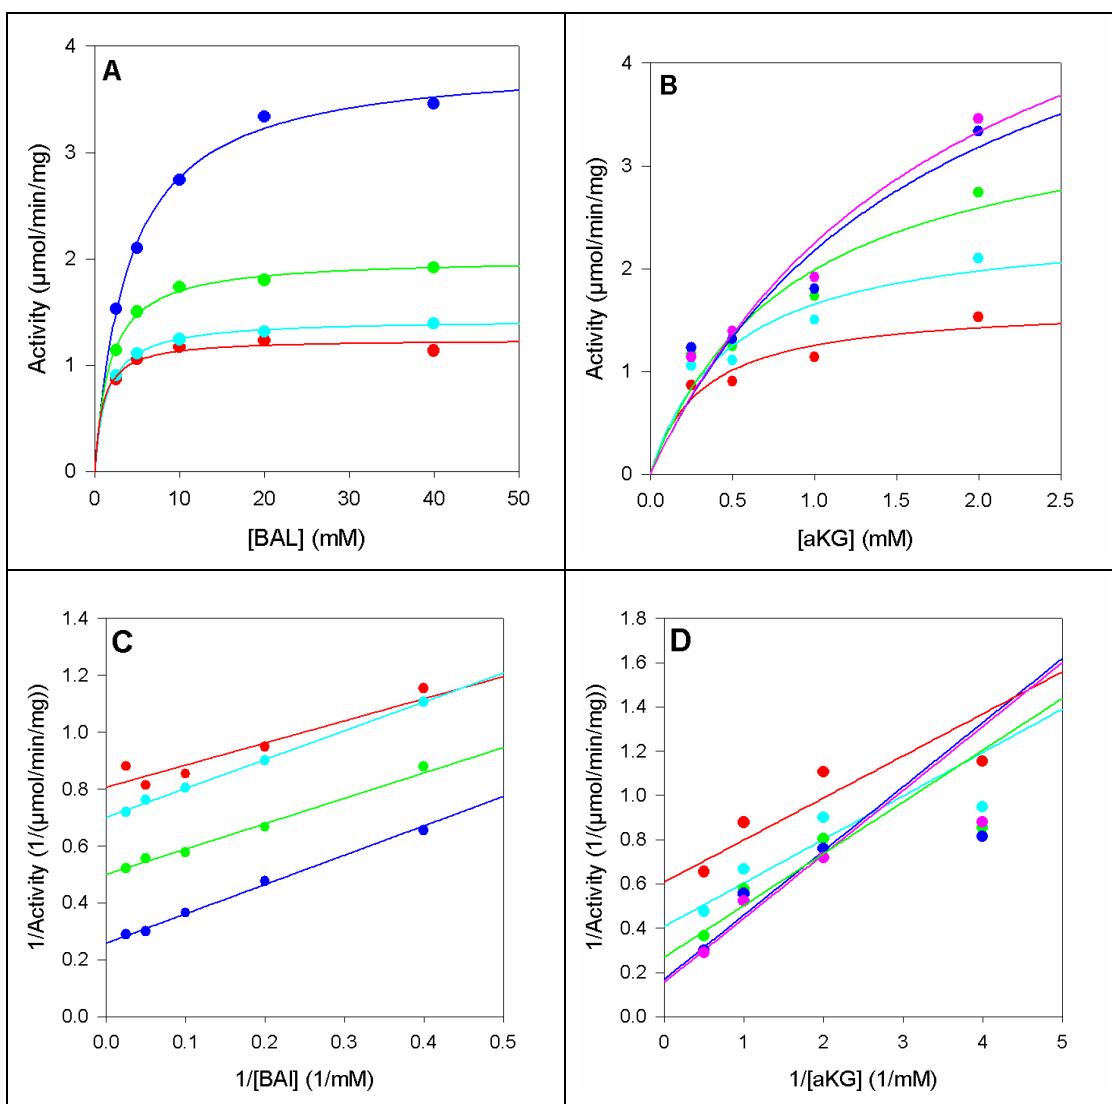 A
Activity (µmol/min/mg)
4
3
2
1
0
0 10 20 30 40 50
[BAL] (mM)
B
Activity (µmol/min/mg)
4
3
2
1
0
0.0 0.5 1.0 1.5 2.0 2.5
[aKG] (mM)
C
1/Activity (1/(µmol/min/mg))
1.4
1.2
1.0
0.8
0.6
0.4
0.2
0.0
0.0 0.1 0.2 0.3 0.4 0.5
1/[BAl] (1/mM)
D
1/Activity (1/(µmol/min/mg))
1.8
1.6
1.4
1.2
1.0
0.8
0.6
0.4
0.2
0.0
0 1 2 3 4 5
1/[aKG] (1/mM)